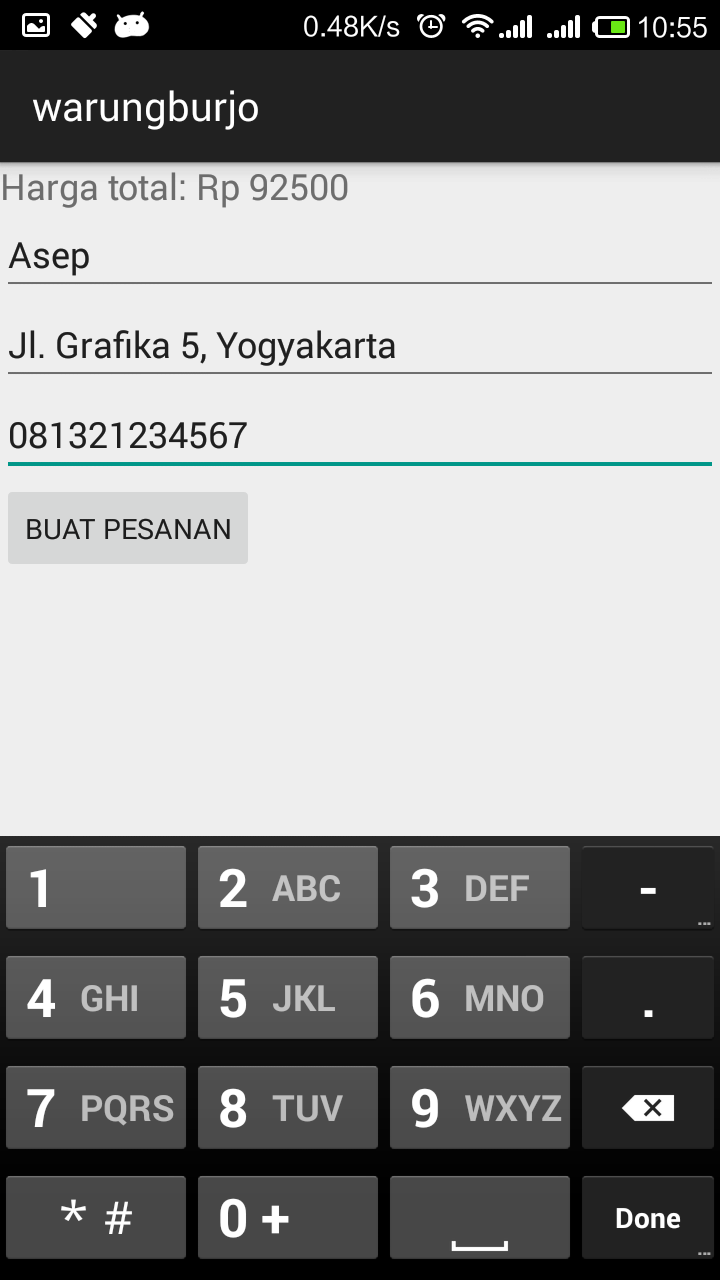 0.48K/s 10:55
warungburjo
Harga total: Rp 92500
Asep
Jl. Grafika 5, Yogyakarta
081321234567
BUAT PESANAN
1 2 ABC 3 DEF -
4 GHI 5 JKL 6 MNO .
7 PQRS 8 TUV 9 WXYZ
* # 0 + Done